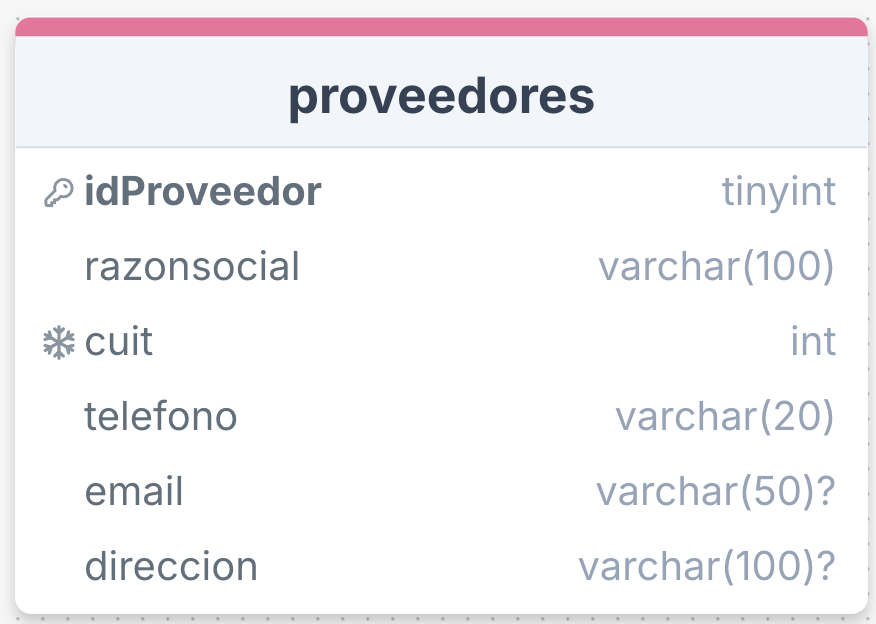 proveedores
idProveedor tinyint
razonsocial varchar(100)
cuit int
telefono varchar(20)
email varchar(50)?
direccion varchar(100)?